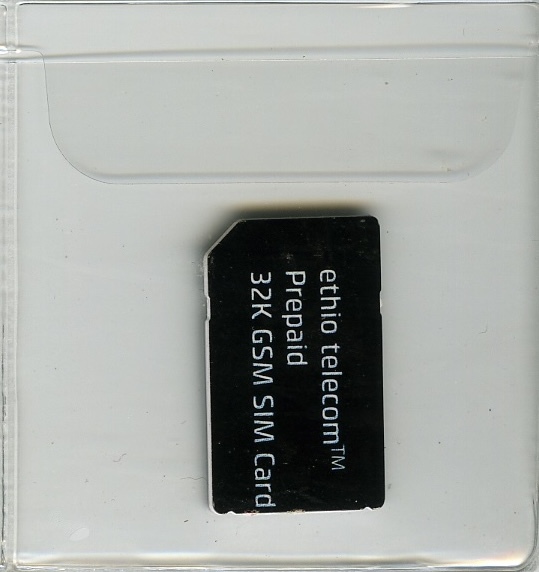 ethio telecom™
Prepaid
32K GSM SIM Card